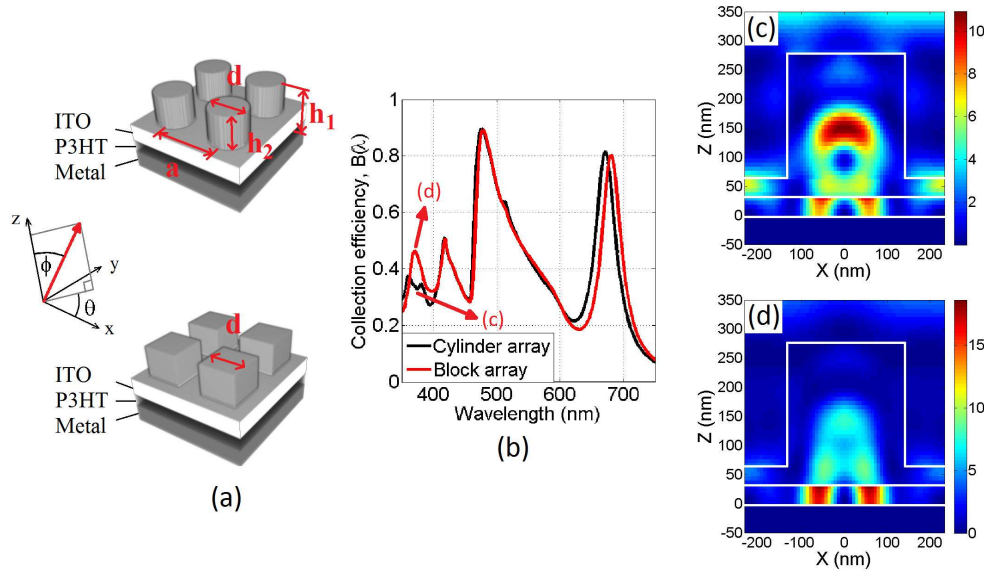 d
h1
h2
a
ITO
P3HT
Metal
z
y
x
ϕ
θ
d
ITO
P3HT
Metal
(a)
Collection efficiency, B(λ)
1
0.8
0.6
0.4
0.2
0
(d)
(c)
Cylinder array
Block array
400 500 600 700
Wavelength (nm)
(b)
(c)
Z (nm)
350
300
250
200
150
100
50
0
-50
-200 -100 0 100 200
X (nm)
10
8
6
4
2
0
(d)
Z (nm)
350
300
250
200
150
100
50
0
-50
-200 -100 0 100 200
X (nm)
15
10
5
0